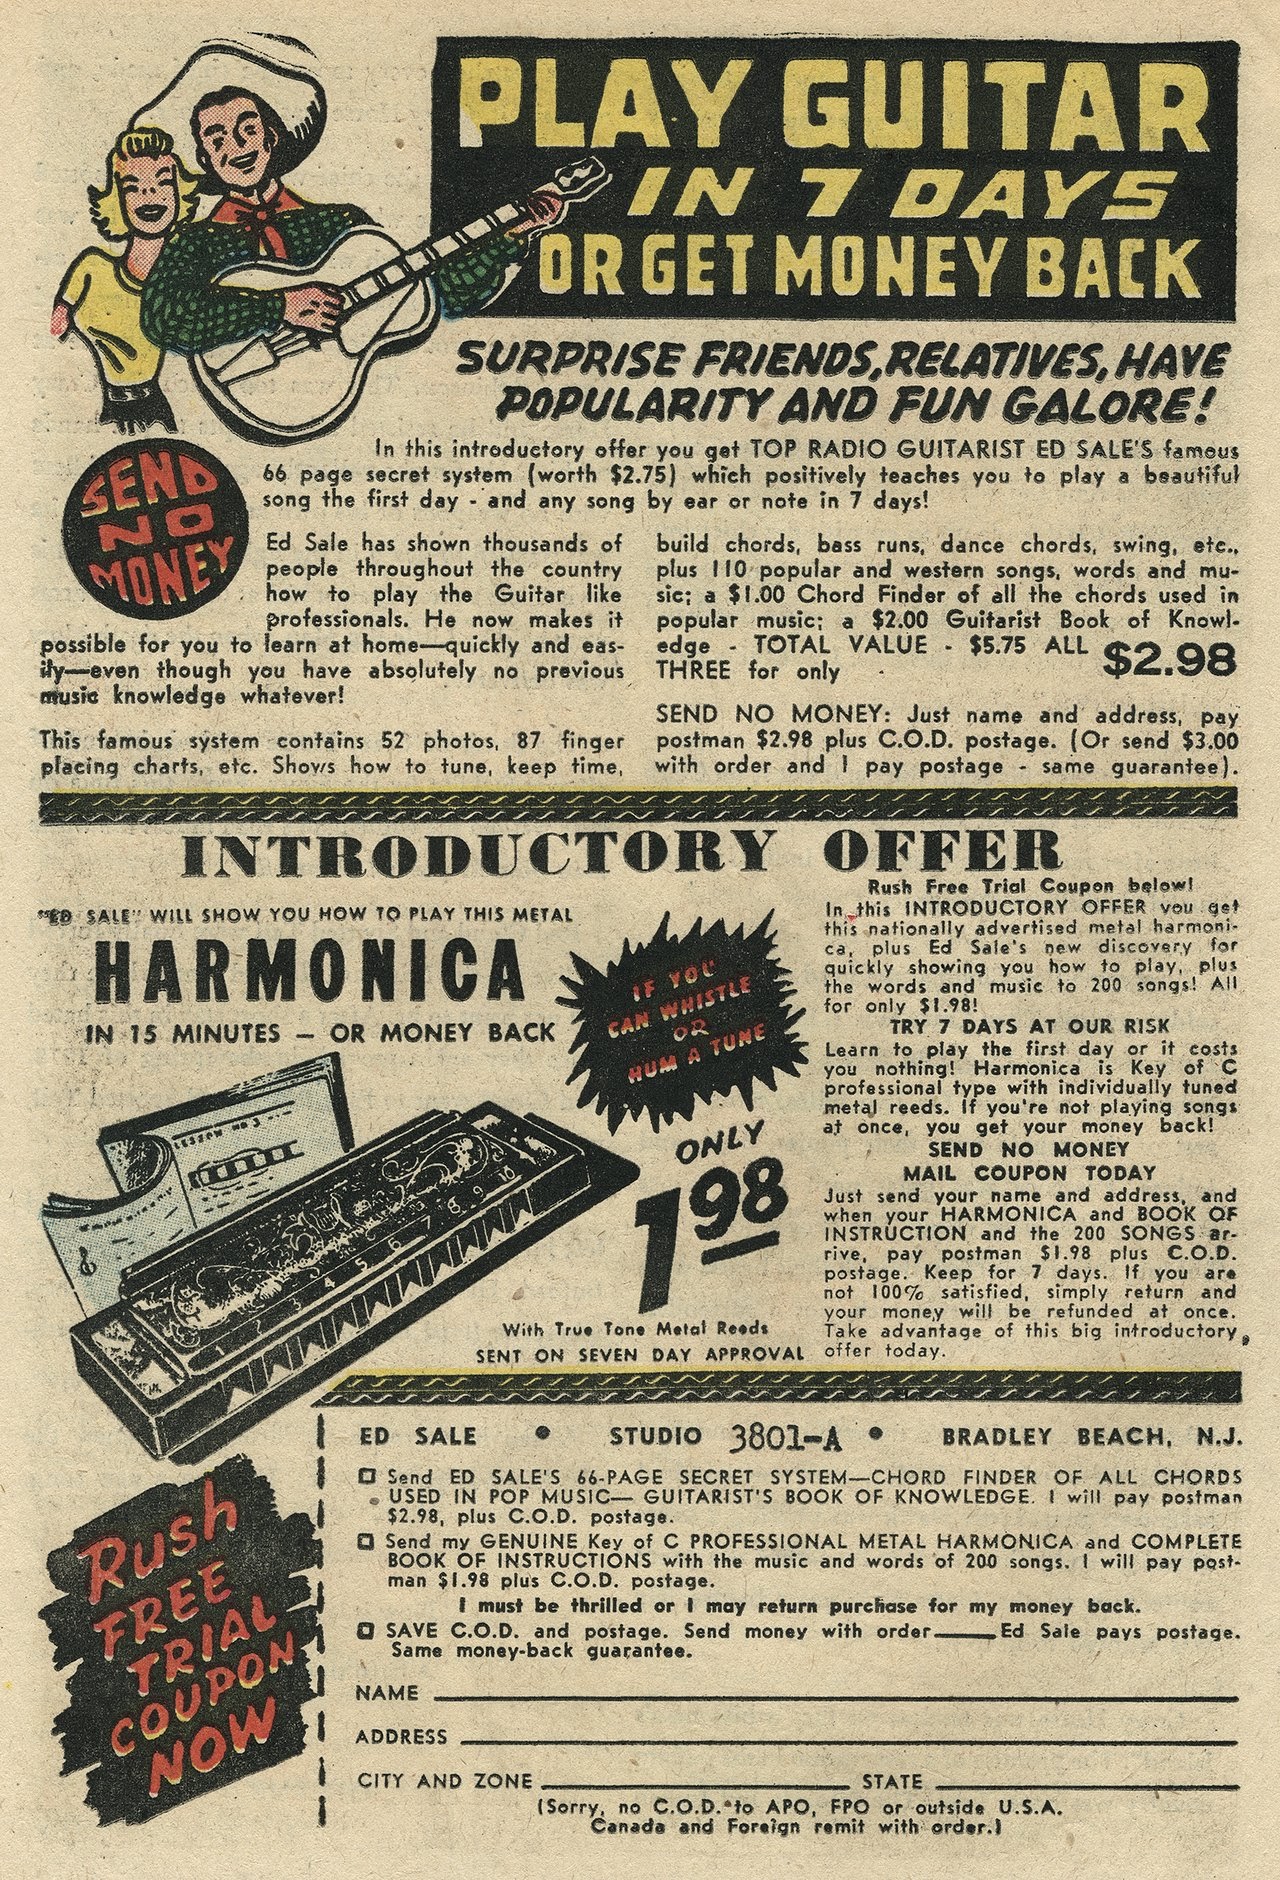 PLAY GUITAR
IN 7 DAYS
OR GET MONEY BACK
SURPRISE FRIENDS, RELATIVES, HAVE
POPULARITY AND FUN GALORE!
SEND
NO
MONEY
In this introductory offer you get TOP RADIO GUITARIST ED SALE'S famous
66 page secret system (worth $2.75) which positively teaches you to play a beautiful
song the first day - and any song by ear or note in 7 days!
Ed Sale has shown thousands of
people throughout the country
how to play the Guitar like
professionals. He now makes it
possible for you to learn at home—quickly and eas-
ily—even though you have absolutely no previous
music knowledge whatever!
This famous system contains 52 photos, 87 finger
placing charts, etc. Shows how to tune, keep time,
build chords, bass runs, dance chords, swing, etc.,
plus 110 popular and western songs, words and mu-
sic; a $1.00 Chord Finder of all the chords used in
popular music; a $2.00 Guitarist Book of Knowl-
edge - TOTAL VALUE - $5.75 ALL
THREE for only $2.98
SEND NO MONEY: Just name and address, pay
postman $2.98 plus C.O.D. postage. (Or send $3.00
with order and I pay postage - same guarantee).
INTRODUCTORY OFFER
"ED SALE" WILL SHOW YOU HOW TO PLAY THIS METAL
HARMONICA
IN 15 MINUTES — OR MONEY BACK
IF YOU
CAN WHISTLE
OR
HUM A TUNE
LESSON NO 3
1 2 3 4 5 6 7 8 9 10
ONLY
1.98
With True Tone Metal Reeds
SENT ON SEVEN DAY APPROVAL
Rush Free Trial Coupon below!
In this INTRODUCTORY OFFER you get
this nationally advertised metal harmoni-
ca, plus Ed Sale's new discovery for
quickly showing you how to play, plus
the words and music to 200 songs! All
for only $1.98!
TRY 7 DAYS AT OUR RISK
Learn to play the first day or it costs
you nothing! Harmonica is Key of C
professional type with individually tuned
metal reeds. If you're not playing songs
at once, you get your money back!
SEND NO MONEY
MAIL COUPON TODAY
Just send your name and address, and
when your HARMONICA and BOOK OF
INSTRUCTION and the 200 SONGS ar-
rive, pay postman $1.98 plus C.O.D.
postage. Keep for 7 days. If you are
not 100% satisfied, simply return and
your money will be refunded at once.
Take advantage of this big introductory
offer today.
Rush
FREE
TRIAL
COUPON
NOW
ED SALE • STUDIO 3801-A • BRADLEY BEACH, N.J.
Send ED SALE'S 66-PAGE SECRET SYSTEM—CHORD FINDER OF ALL CHORDS
USED IN POP MUSIC— GUITARIST'S BOOK OF KNOWLEDGE. I will pay postman
$2.98, plus C.O.D. postage.
Send my GENUINE Key of C PROFESSIONAL METAL HARMONICA and COMPLETE
BOOK OF INSTRUCTIONS with the music and words of 200 songs. I will pay post-
man $1.98 plus C.O.D. postage.
I must be thrilled or I may return purchase for my money back.
SAVE C.O.D. and postage. Send money with order____Ed Sale pays postage.
Same money-back guarantee.
NAME
ADDRESS
CITY AND ZONE STATE
(Sorry, no C.O.D. to APO, FPO or outside U.S.A.
Canada and Foreign remit with order.)